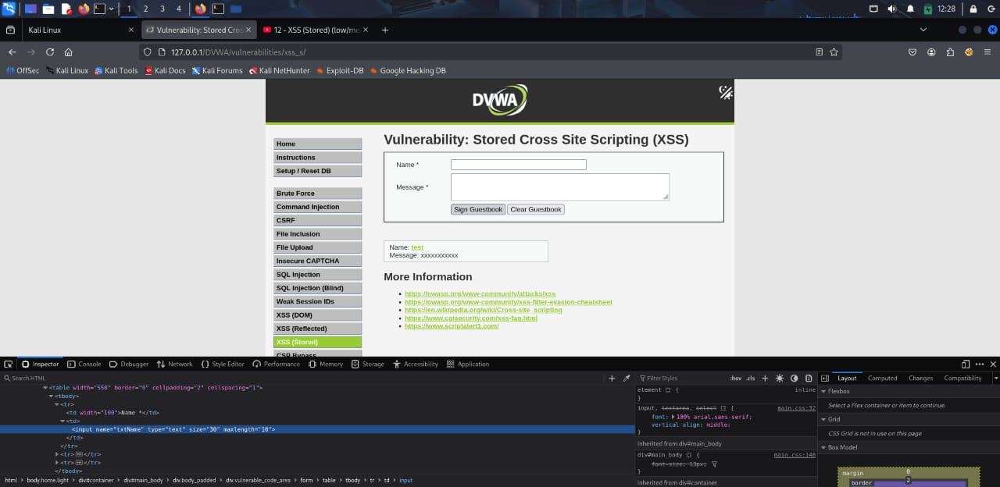 1 2 3 4 12:28
Kali Linux Vulnerability: Stored Cros 12 - XSS (Stored) (low/me
127.0.0.1/DVWA/vulnerabilities/xss_s/
OffSec Kali Linux Kali Tools Kali Docs Kali Forums Kali NetHunter Exploit-DB Google Hacking DB
DVWA
Vulnerability: Stored Cross Site Scripting (XSS)
Home
Instructions
Setup / Reset DB
Brute Force
Command Injection
CSRF
File Inclusion
File Upload
Insecure CAPTCHA
SQL Injection
SQL Injection (Blind)
Weak Session IDs
XSS (DOM)
XSS (Reflected)
XSS (Stored)
CSP Bypass
Name *
Message *
Sign Guestbook Clear Guestbook
Name: test
Message: xxxxxxxxxxx
More Information
https://owasp.org/www-community/attacks/xss
https://owasp.org/www-community/xss-filter-evasion-cheatsheet
https://en.wikipedia.org/wiki/Cross-site_scripting
https://www.cgisecurity.com/xss-faq.html
https://www.scriptalert1.com/
Inspector Console Debugger Network Style Editor Performance Memory Storage Accessibility Application
Search HTML
<table width="550" border="0" cellpadding="2" cellspacing="1">
<tbody>
<tr>
<td width="100">Name *</td>
<td>
<input name="txtName" type="text" size="30" maxlength="10">
</td>
</tr>
<tr></tr>
<tr></tr>
</tbody>
html > body.home.light > div#container > div#main_body > div.body_padded > div.vulnerable_code_area > form > table > tbody > tr > td > input
Filter Styles :hov .cls
element { inline
}
input, textarea, select { main.css:32
font: 100% arial,sans-serif;
vertical-align: middle;
}
Inherited from div#main_body
div#main_body { main.css:148
font-size: 13px;
}
Inherited from div#container
Layout Computed Changes Compatibility
Flexbox
Select a Flex container or item to continue.
Grid
CSS Grid is not in use on this page
Box Model
margin 0
border 2